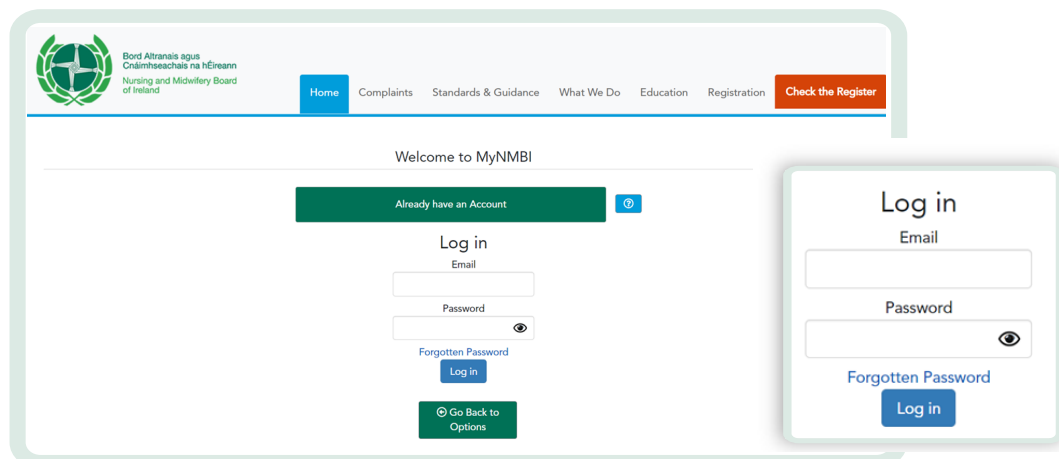 Bord Altranais agus
Cnáimhseachais na hÉireann
Nursing and Midwifery Board
of Ireland
Home Complaints Standards & Guidance What We Do Education Registration Check the Register
Welcome to MyNMBI
Already have an Account
Log in
Email
Password
Forgotten Password
Log in
Go Back to
Options
Log in
Email
Password
Forgotten Password
Log in